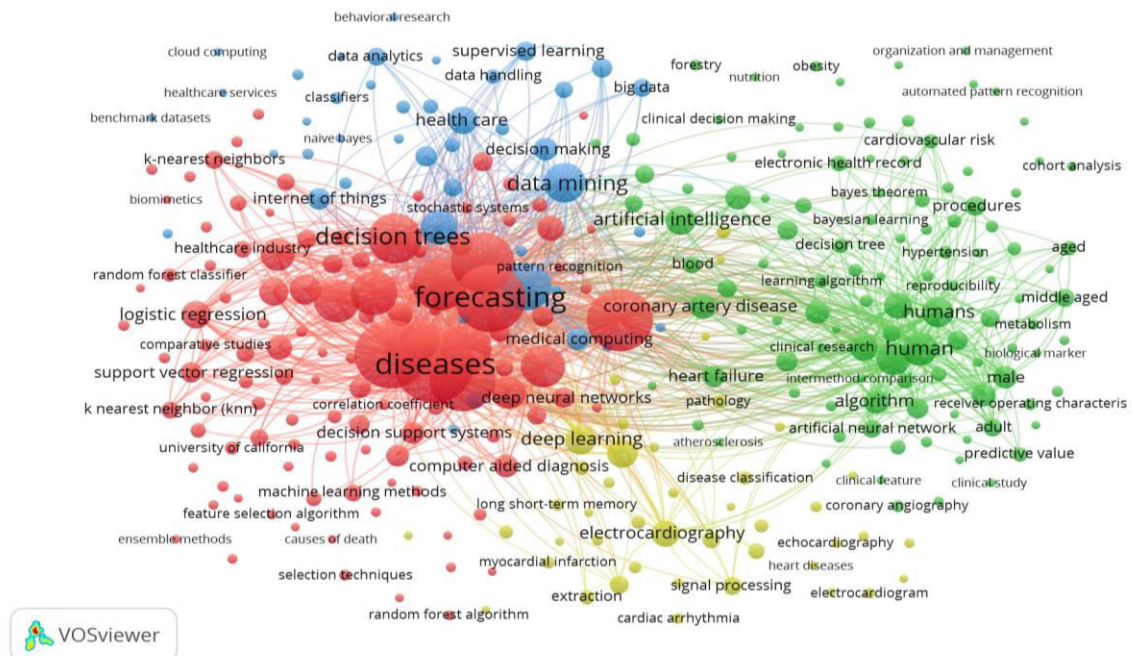 behavioral research
cloud computing
data analytics
supervised learning
organization and management
forestry
obesity
data handling
nutrition
healthcare services
classifiers
big data
automated pattern recognition
benchmark datasets
health care
clinical decision making
naive bayes
decision making
cardiovascular risk
k-nearest neighbors
electronic health record
cohort analysis
data mining
biomimetics
internet of things
stochastic systems
bayes theorem
procedures
artificial intelligence
bayesian learning
decision trees
healthcare industry
decision tree
hypertension
aged
random forest classifier
pattern recognition
blood
learning algorithm
reproducibility
forecasting
coronary artery disease
middle aged
logistic regression
humans
metabolism
medical computing
comparative studies
clinical research
human
biological marker
diseases
support vector regression
heart failure
intermethod comparison
male
deep neural networks
pathology
algorithm
receiver operating characteris
k nearest neighbor (knn)
correlation coefficient
artificial neural network
adult
decision support systems
deep learning
atherosclerosis
university of california
predictive value
computer aided diagnosis
disease classification
clinical feature
clinical study
machine learning methods
long short-term memory
coronary angiography
feature selection algorithm
electrocardiography
ensemble methods
causes of death
echocardiography
myocardial infarction
heart diseases
selection techniques
signal processing
extraction
electrocardiogram
random forest algorithm
cardiac arrhythmia
VOSviewer